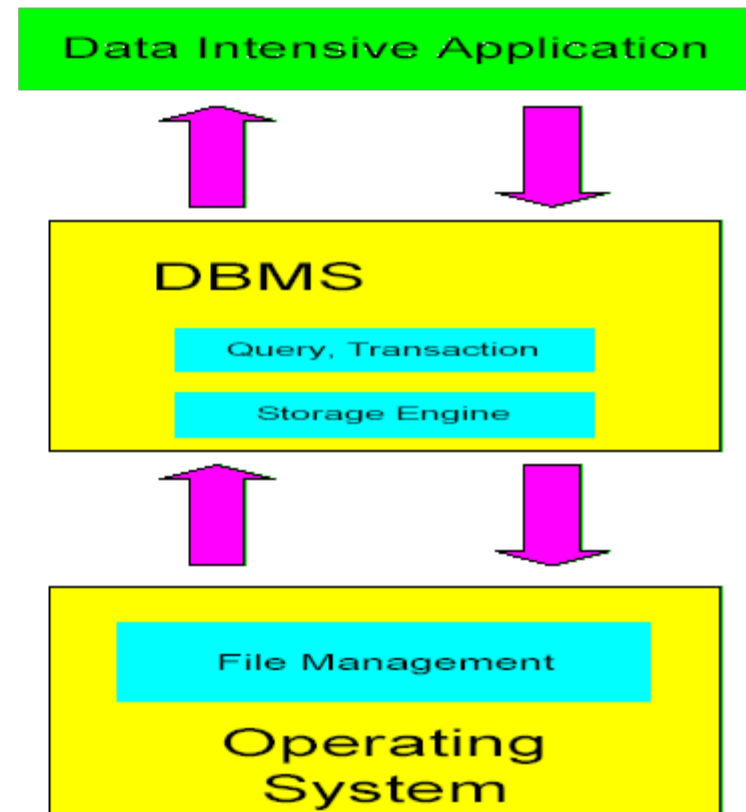 Data Intensive Application
DBMS
Query, Transaction
Storage Engine
File Management
Operating
System